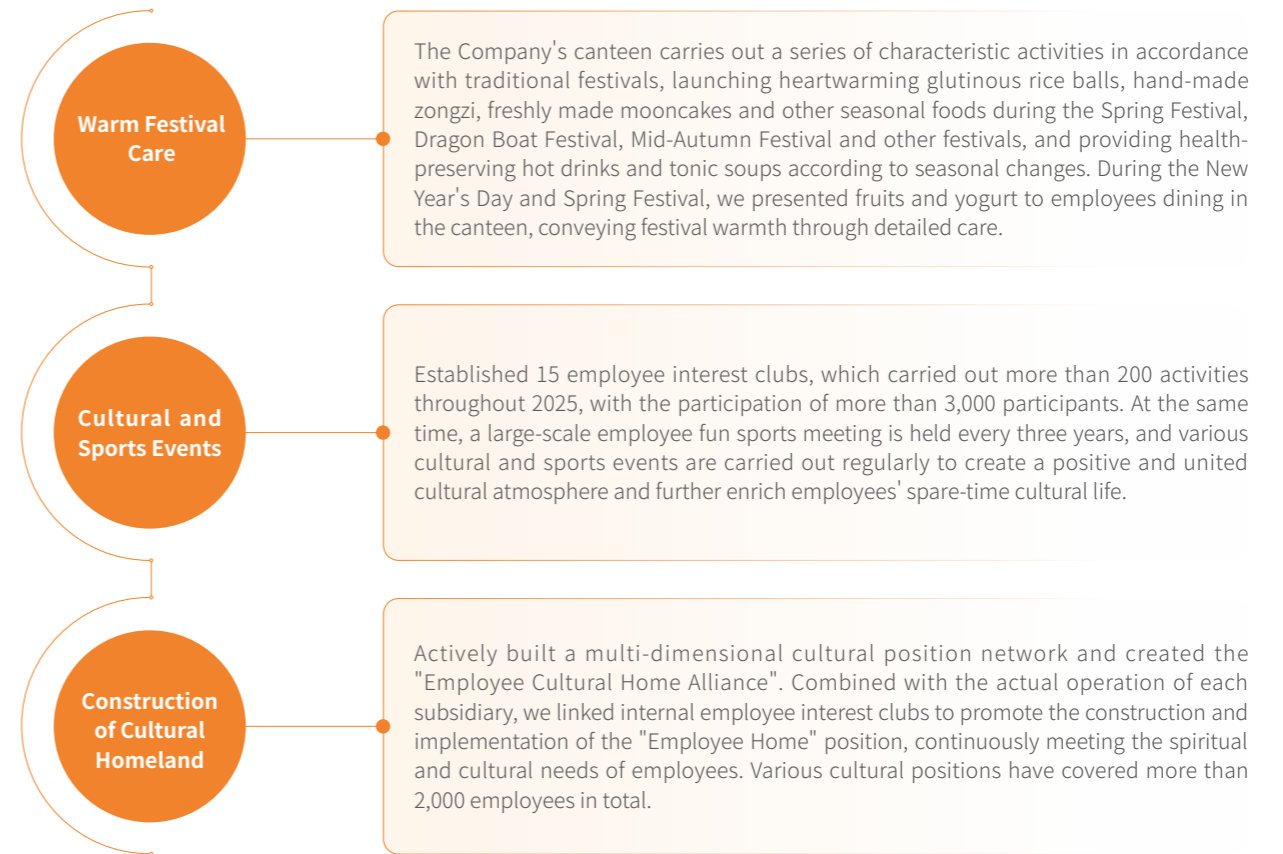 Warm Festival
Care
The Company's canteen carries out a series of characteristic activities in accordance
with traditional festivals, launching heartwarming glutinous rice balls, hand-made
zongzi, freshly made mooncakes and other seasonal foods during the Spring Festival,
Dragon Boat Festival, Mid-Autumn Festival and other festivals, and providing health-
preserving hot drinks and tonic soups according to seasonal changes. During the New
Year's Day and Spring Festival, we presented fruits and yogurt to employees dining in
the canteen, conveying festival warmth through detailed care.
Cultural and
Sports Events
Established 15 employee interest clubs, which carried out more than 200 activities
throughout 2025, with the participation of more than 3,000 participants. At the same
time, a large-scale employee fun sports meeting is held every three years, and various
cultural and sports events are carried out regularly to create a positive and united
cultural atmosphere and further enrich employees' spare-time cultural life.
Construction
of Cultural
Homeland
Actively built a multi-dimensional cultural position network and created the
"Employee Cultural Home Alliance". Combined with the actual operation of each
subsidiary, we linked internal employee interest clubs to promote the construction and
implementation of the "Employee Home" position, continuously meeting the spiritual
and cultural needs of employees. Various cultural positions have covered more than
2,000 employees in total.